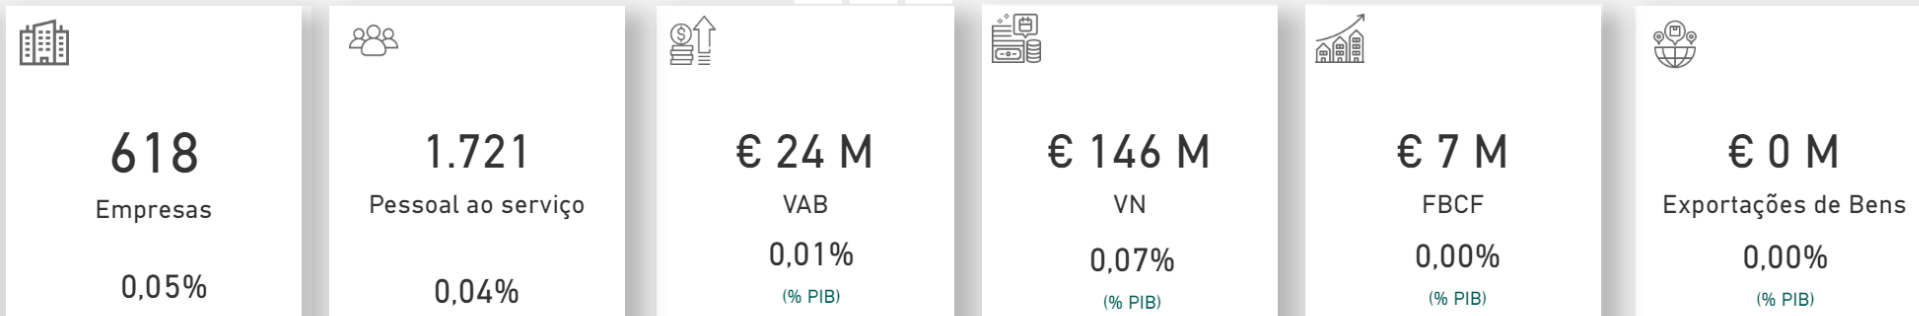 618
Empresas
0,05%
1.721
Pessoal ao serviço
0,04%
€ 24 M
VAB
0,01%
(% PIB)
€ 146 M
VN
0,07%
(% PIB)
€ 7 M
FBCF
0,00%
(% PIB)
€ 0 M
Exportações de Bens
0,00%
(% PIB)